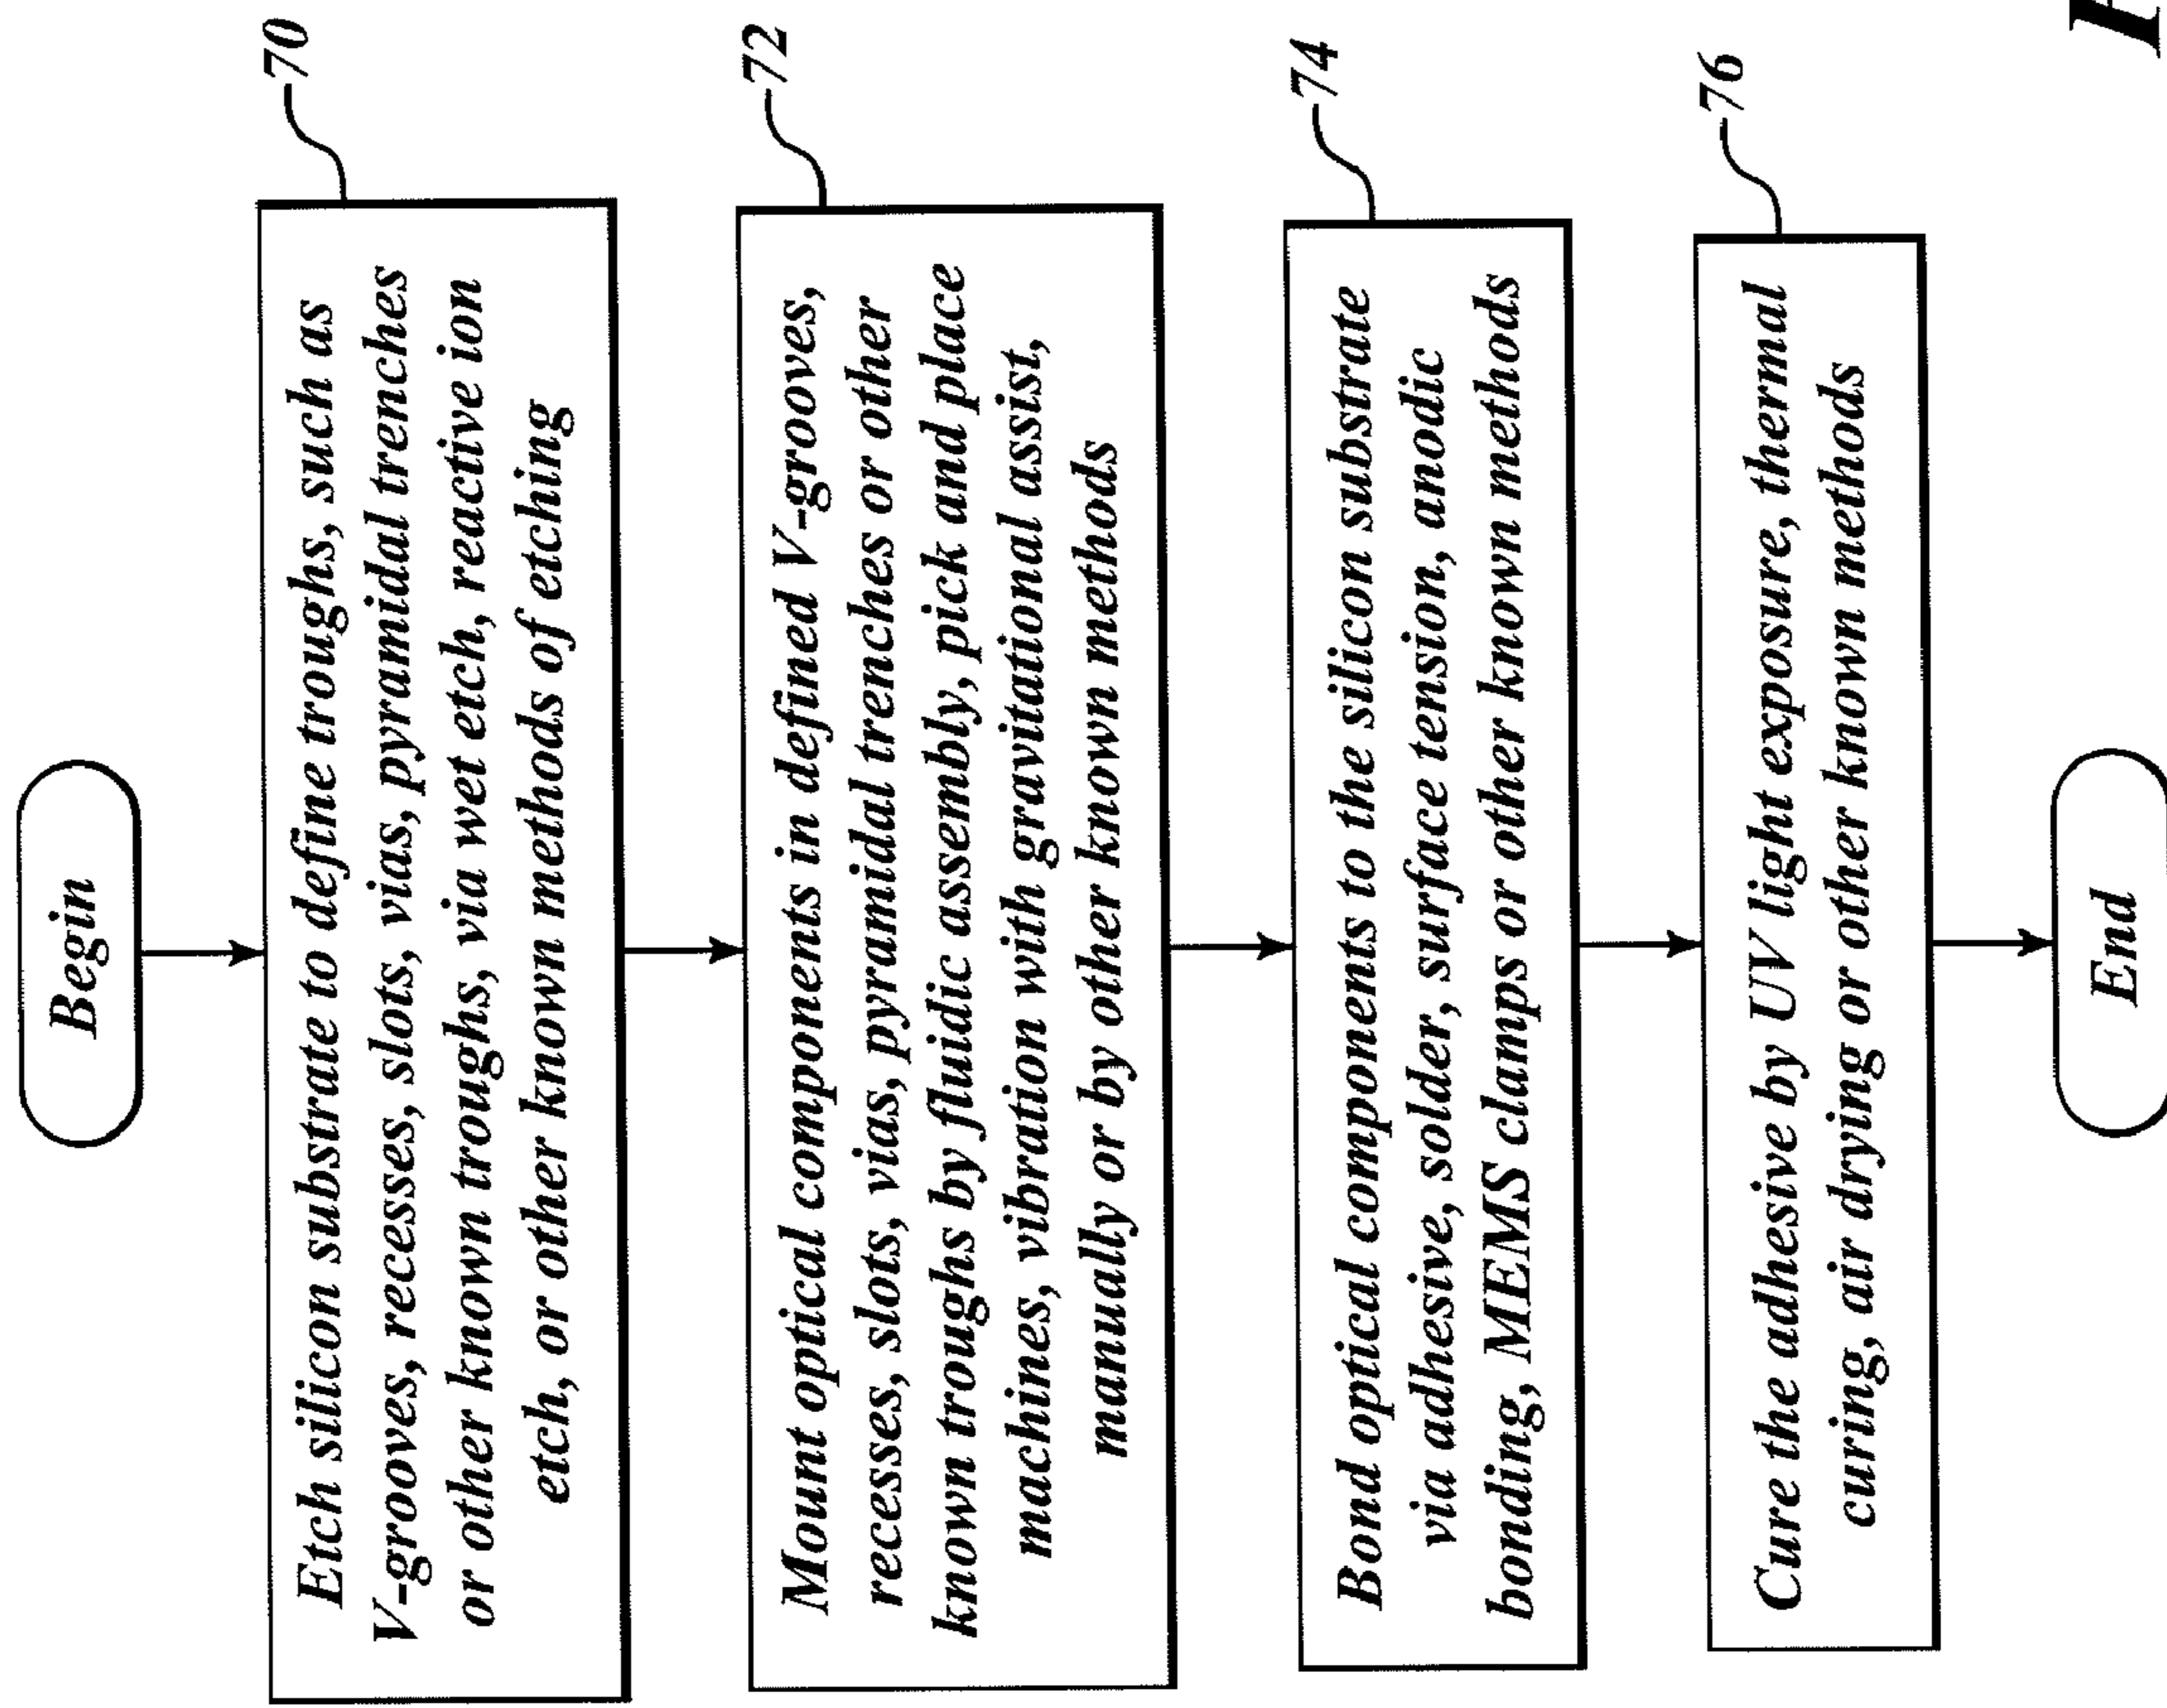 Begin
Etch silicon substrate to define troughs, such as
V-grooves, recesses, slots, vias, pyramidal trenches
or other known troughs, via wet etch, reactive ion
etch, or other known methods of etching
70
Mount optical components in defined V-grooves,
recesses, slots, vias, pyramidal trenches or other
known troughs by fluidic assembly, pick and place
machines, vibration with gravitational assist,
manually or by other known methods
72
Bond optical components to the silicon substrate
via adhesive, solder, surface tension, anodic
bonding, MEMS clamps or other known methods
74
Cure the adhesive by UV light exposure, thermal
curing, air drying or other known methods
76
End